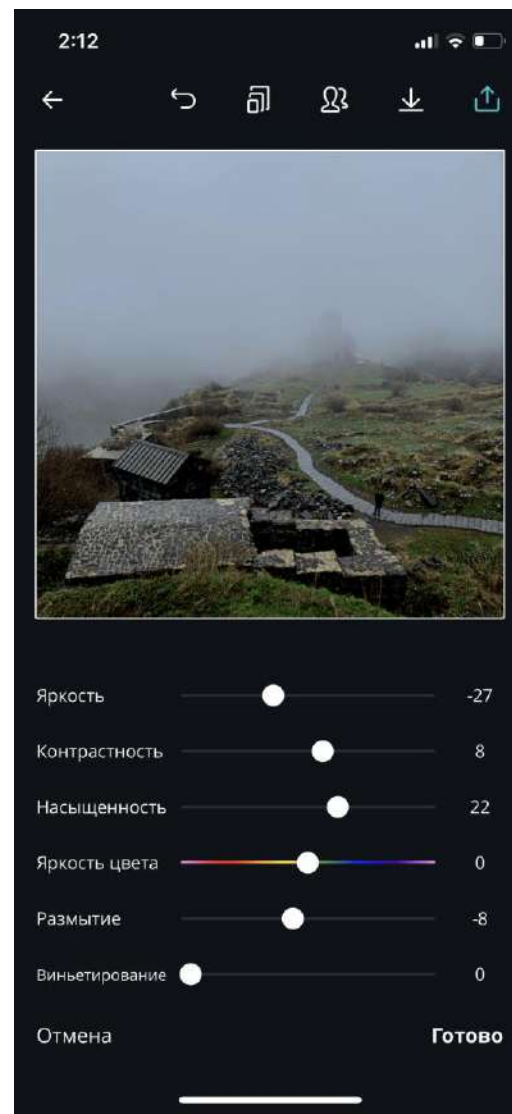 2:12
Яркость -27
Контрастность 8
Насыщенность 22
Яркость цвета 0
Размытие -8
Виньетирование 0
Отмена Готово